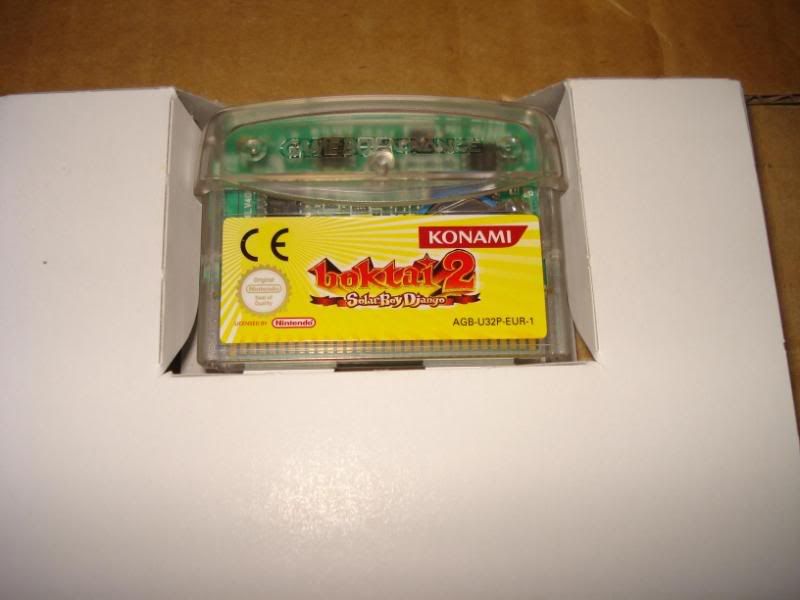 GAME BOY ADVANCE
CE
KONAMI
boktai 2
Solar Boy Django
Original
Nintendo
Seal of
Quality
LICENSED BY Nintendo
AGB-U32P-EUR-1